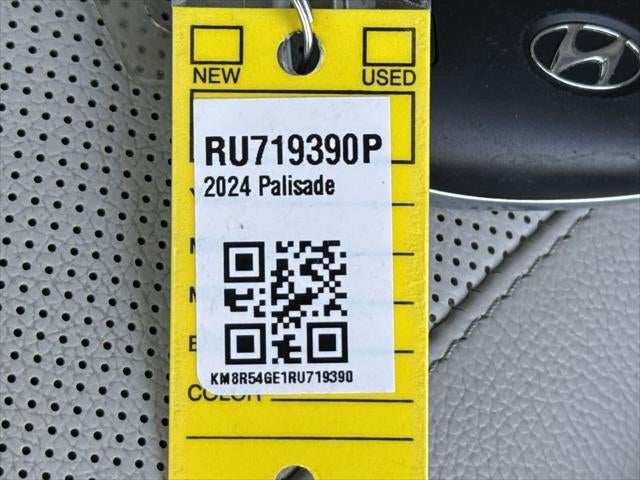 NEW USED
RU719390P
2024 Palisade
KM8R54GE1RU719390
COLOR